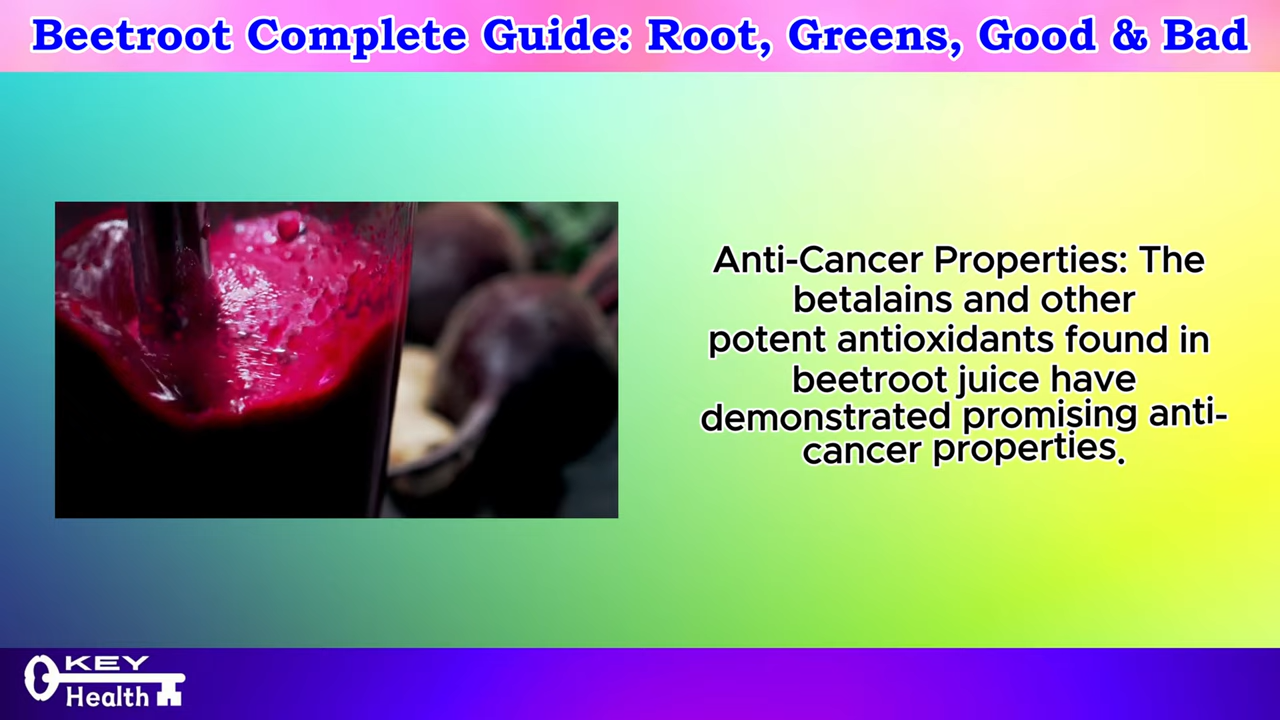 Beetroot Complete Guide: Root, Greens, Good & Bad
Anti-Cancer Properties: The
betalains and other
potent antioxidants found in
beetroot juice have
demonstrated promising anti-
cancer properties.
KEY
Health